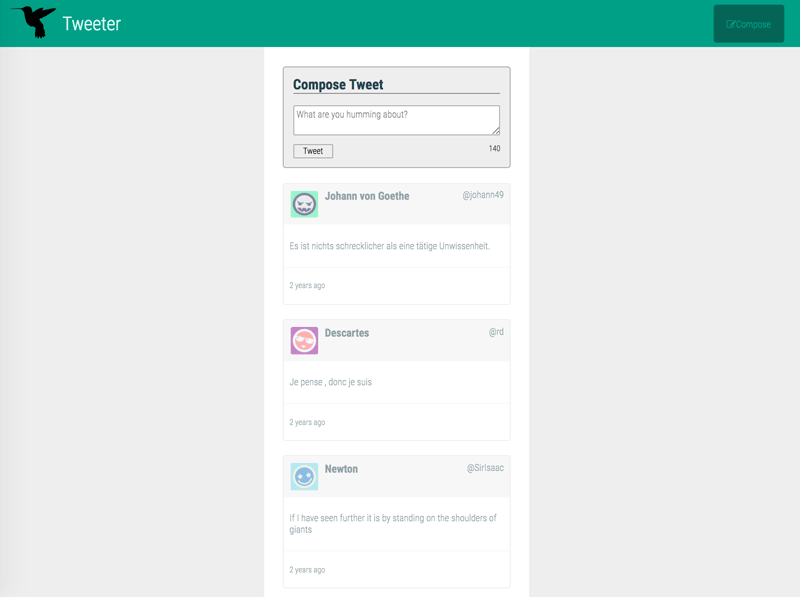 Tweeter
Compose
Compose Tweet
What are you humming about?
Tweet
140
Johann von Goethe
@johann49
Es ist nichts schrecklicher als eine tätige Unwissenheit.
2 years ago
Descartes
@rd
Je pense , donc je suis
2 years ago
Newton
@SirIsaac
If I have seen further it is by standing on the shoulders of
giants
2 years ago